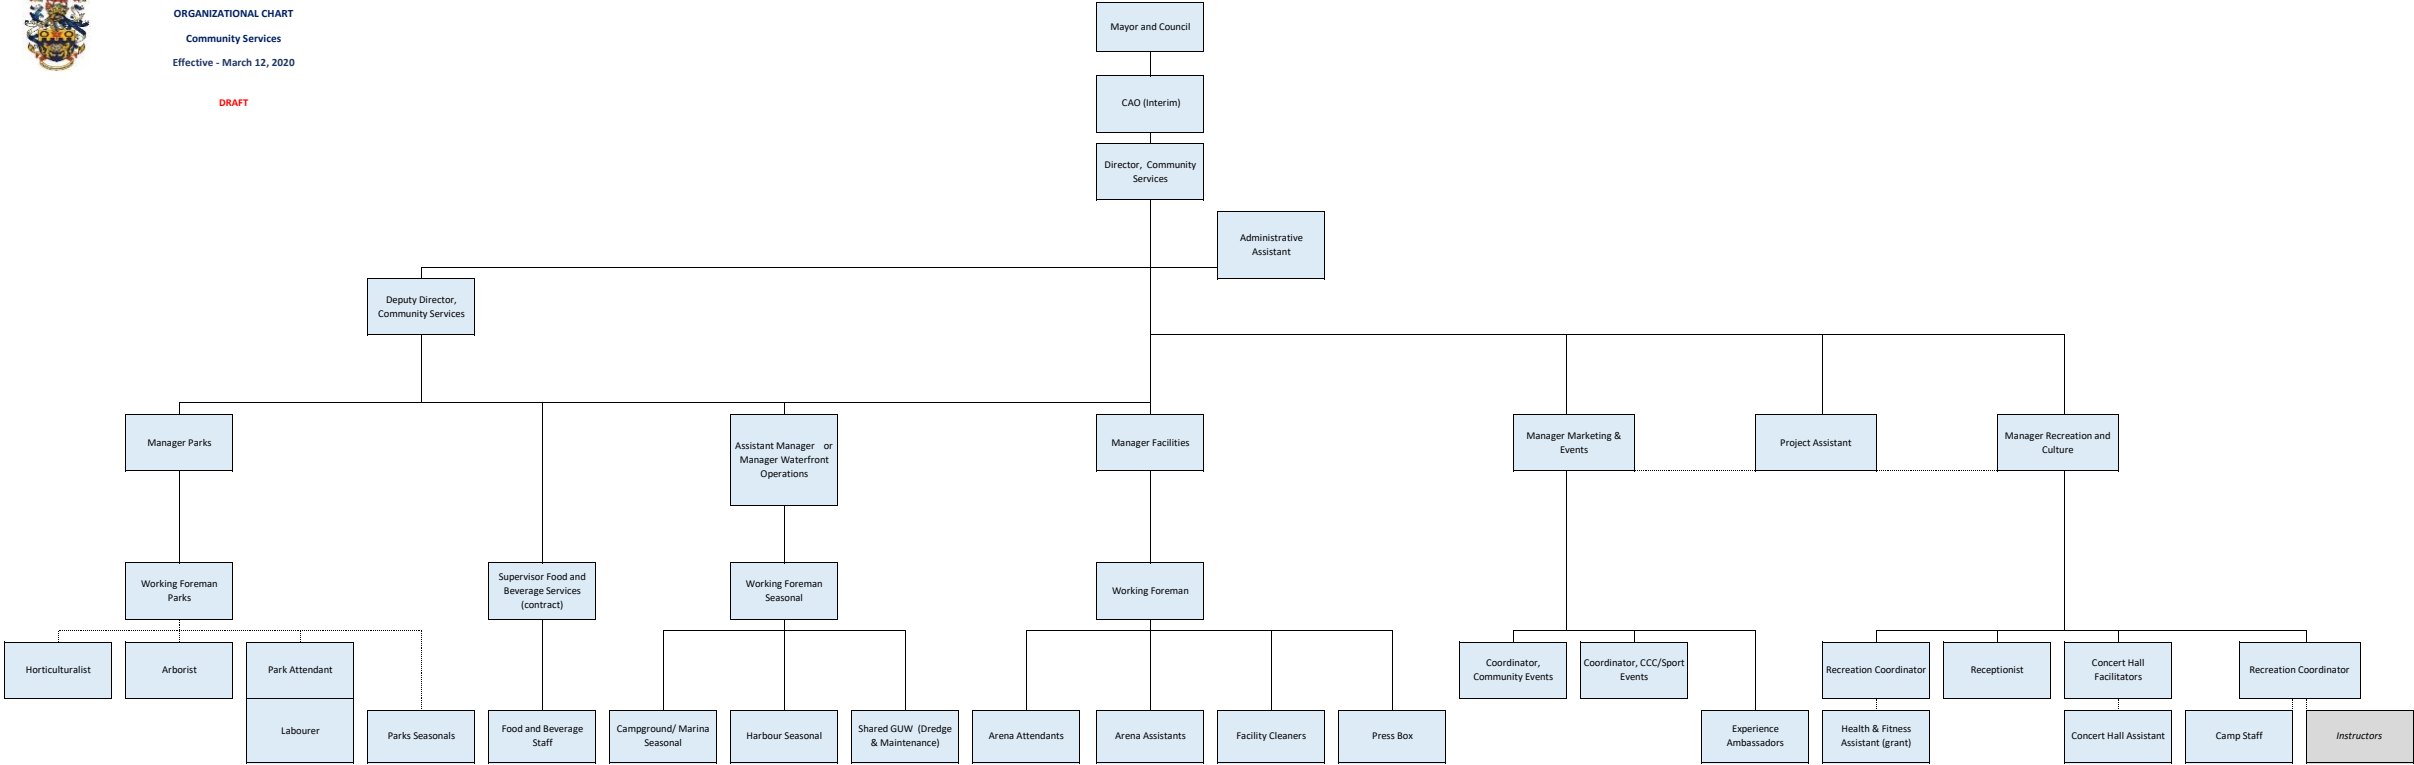 ORGANIZATIONAL CHART
Community Services
Effective - March 12, 2020
DRAFT
Mayor and Council
CAO (Interim)
Director, Community
Services
Administrative
Assistant
Deputy Director,
Community Services
Manager Parks
Assistant Manager or
Manager Waterfront
Operations
Manager Facilities
Manager Marketing &
Events
Project Assistant
Manager Recreation and
Culture
Working Foreman
Parks
Supervisor Food and
Beverage Services
(contract)
Working Foreman
Seasonal
Working Foreman
Horticulturalist
Arborist
Park Attendant
Coordinator,
Community Events
Coordinator, CCC/Sport
Events
Recreation Coordinator
Receptionist
Concert Hall
Facilitators
Recreation Coordinator
Labourer
Parks Seasonals
Food and Beverage
Staff
Campground/ Marina
Seasonal
Harbour Seasonal
Shared GUW (Dredge
& Maintenance)
Arena Attendants
Arena Assistants
Facility Cleaners
Press Box
Experience
Ambassadors
Health & Fitness
Assistant (grant)
Concert Hall Assistant
Camp Staff
Instructors